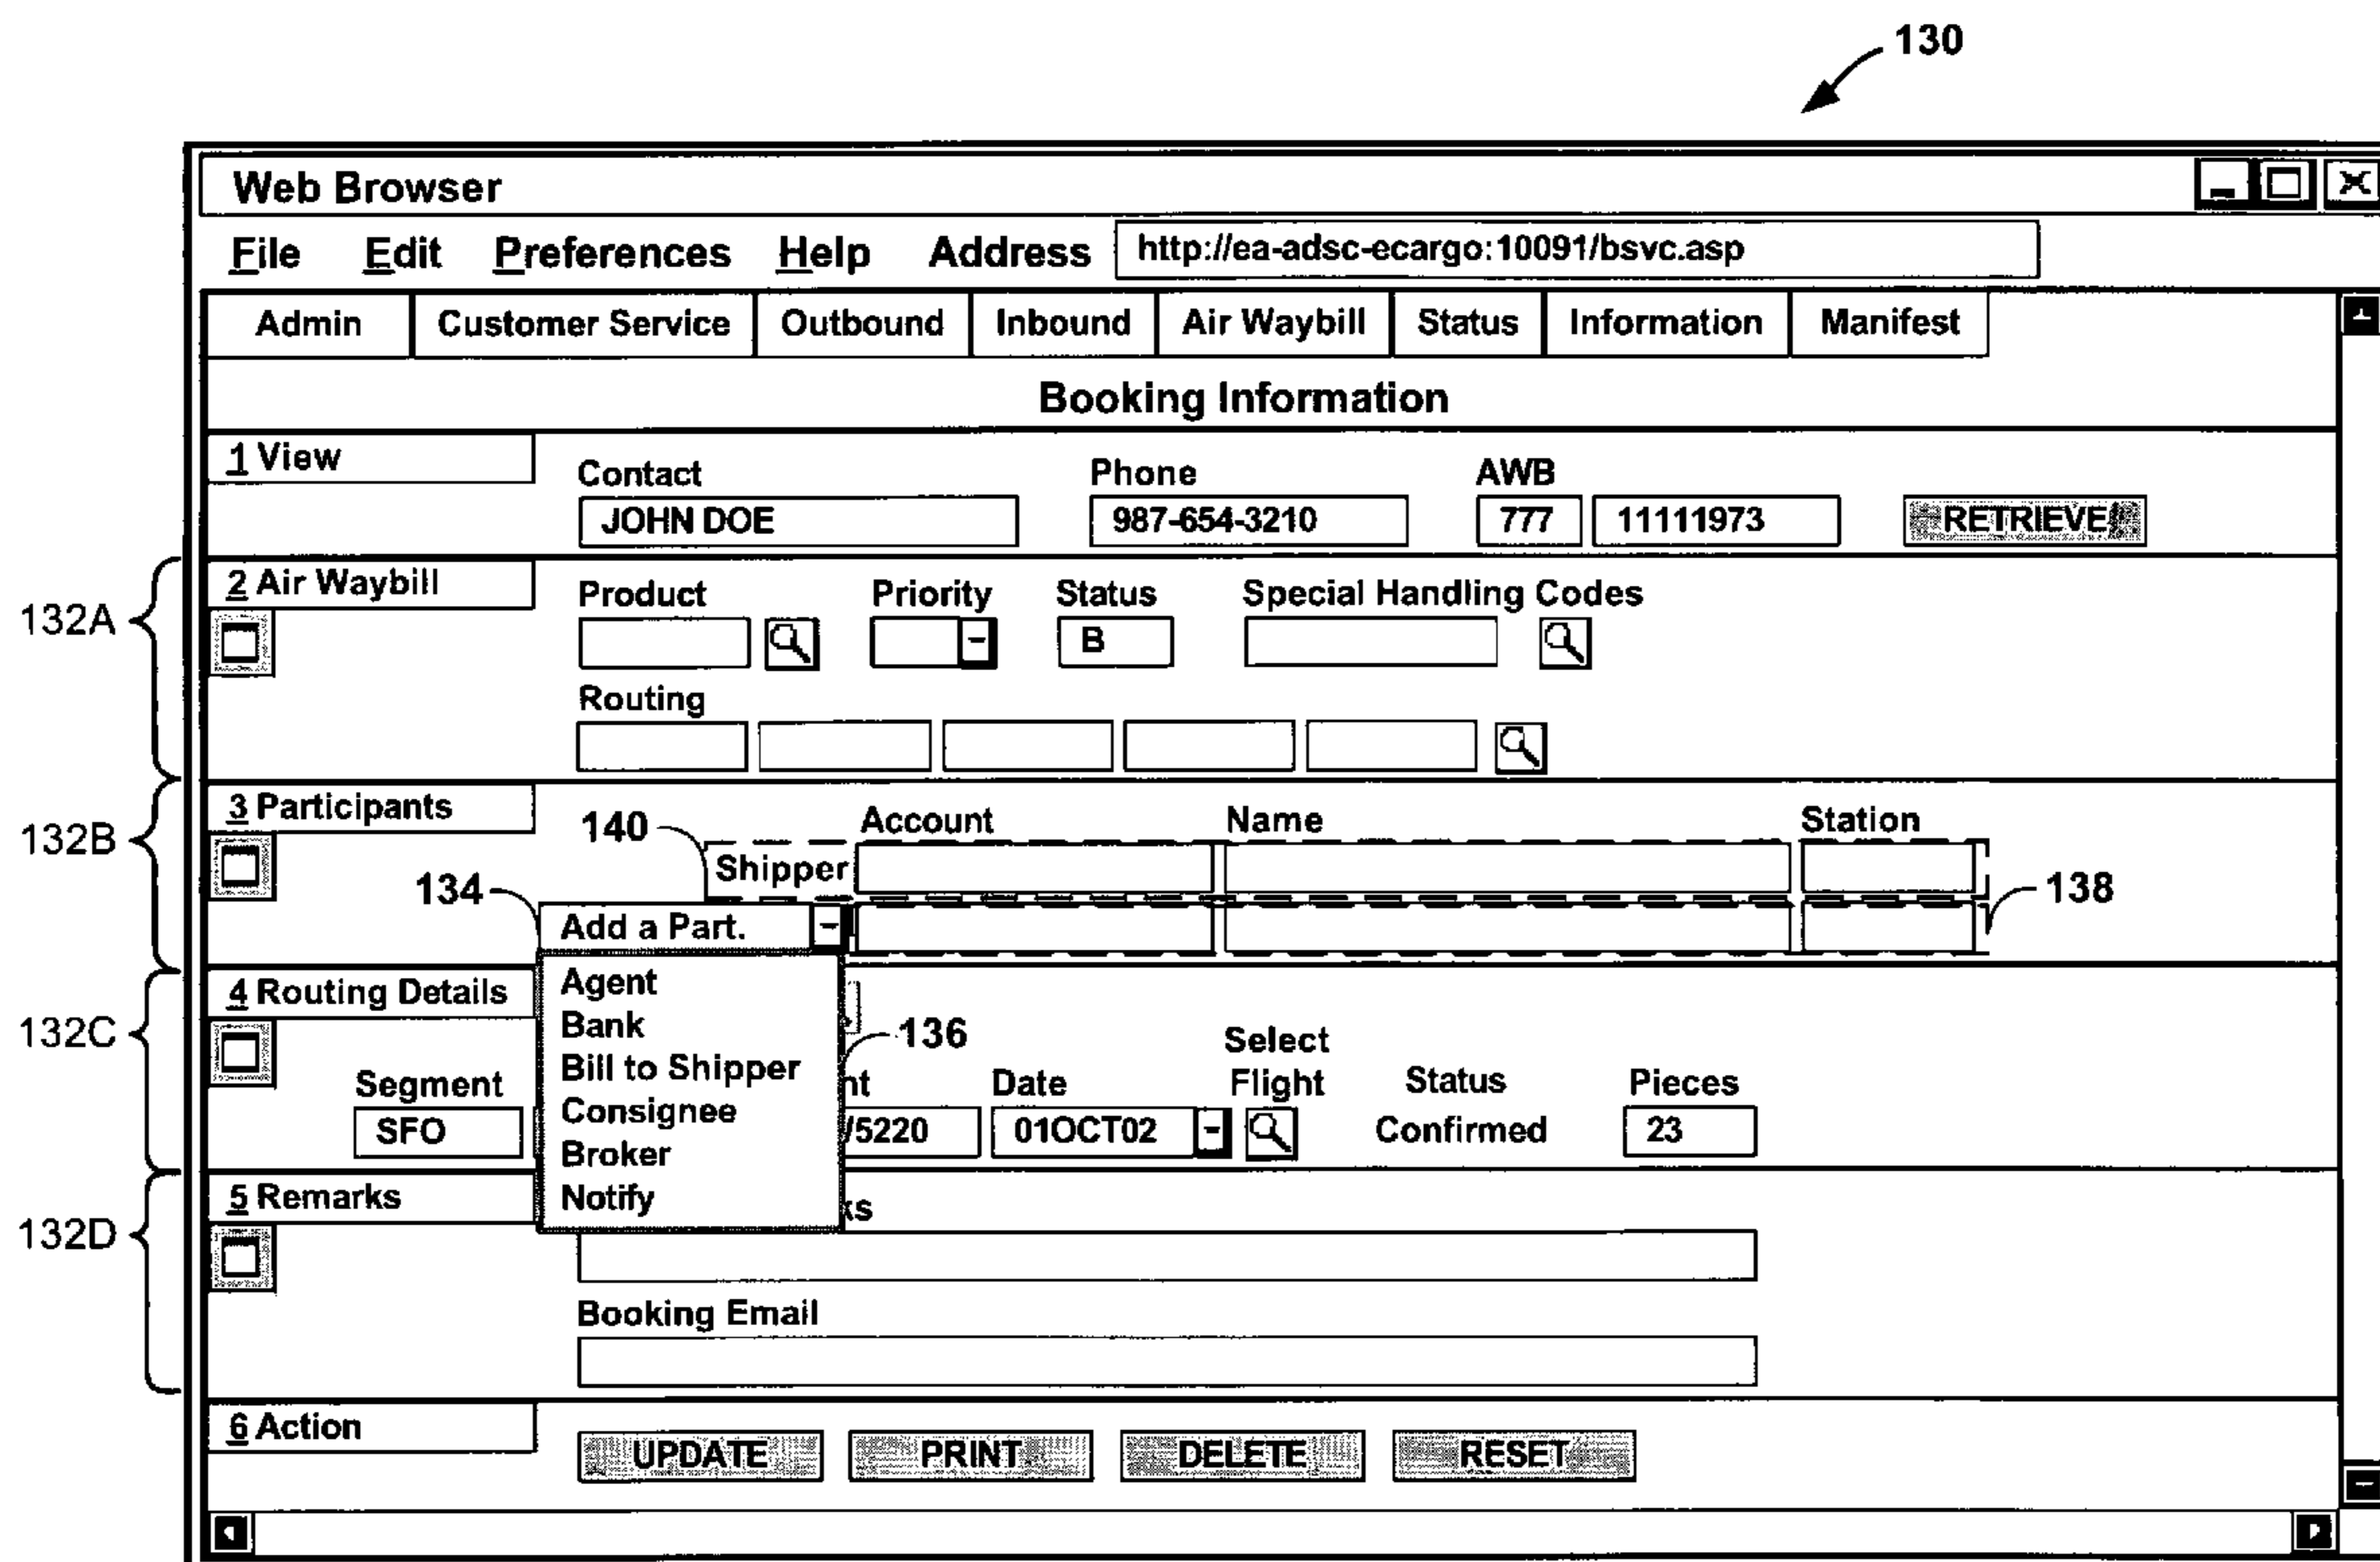 130
Web Browser
File Edit Preferences Help Address http://ea-adsc-ecargo:10091/bsvc.asp
Admin Customer Service Outbound Inbound Air Waybill Status Information Manifest
Booking Information
1 View
Contact Phone AWB
JOHN DOE 987-654-3210 777 11111973 RETRIEVE
132A
2 Air Waybill
Product Priority Status Special Handling Codes
B
Routing
132B
3 Participants
140 Account Name Station
Shipper
134 138
Add a Part.
Agent
Bank
Bill to Shipper
Consignee
Broker
Notify
132C
4 Routing Details
136
Segment nt Date Select Flight Status Pieces
SFO /5220 01OCT02 Confirmed 23
132D
5 Remarks
ks
Booking Email
6 Action
UPDATE PRINT DELETE RESET